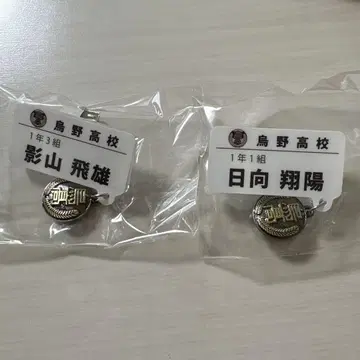 烏野高校
1年3組
影山 飛雄
烏野高校
1年1組
日向 翔陽